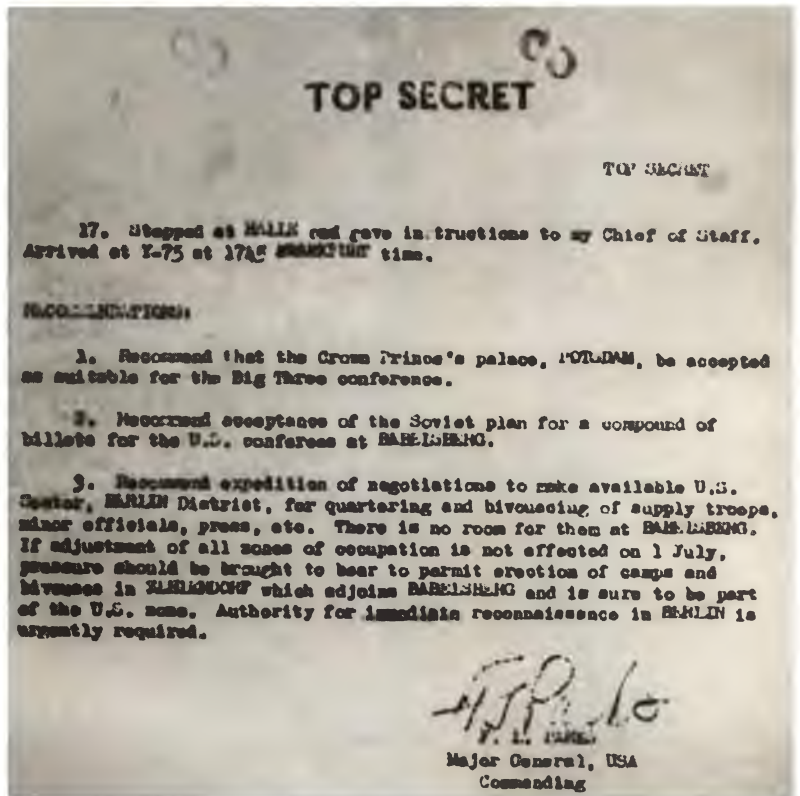 TOP SECRET
TOP SECRET
17. Stopped at HALLE and gave instructions to my Chief of Staff.
Arrived at Y-73 at 1745 FRANKFURT time.
RECOMMENDATIONS:
1. Recommend that the Crown Prince's palace, POTSDAM, be accepted
as suitable for the Big Three conference.
2. Recommend acceptance of the Soviet plan for a compound of
billets for the U.S. conferees at BABELSBERG.
3. Recommend expedition of negotiations to make available U.S.
Sector, BERLIN District, for quartering and bivouacing of supply troops,
minor officials, press, etc. There is no room for them at BABELSBERG.
If adjustment of all zones of occupation is not effected on 1 July,
pressure should be brought to bear to permit erection of camps and
bivouacs in ZEHLENDORF which adjoins BABELSBERG and is sure to be part
of the U.S. zone. Authority for immediate reconnaissance in BERLIN is
urgently required.
F. L. PARKS
Major General, USA
Commanding